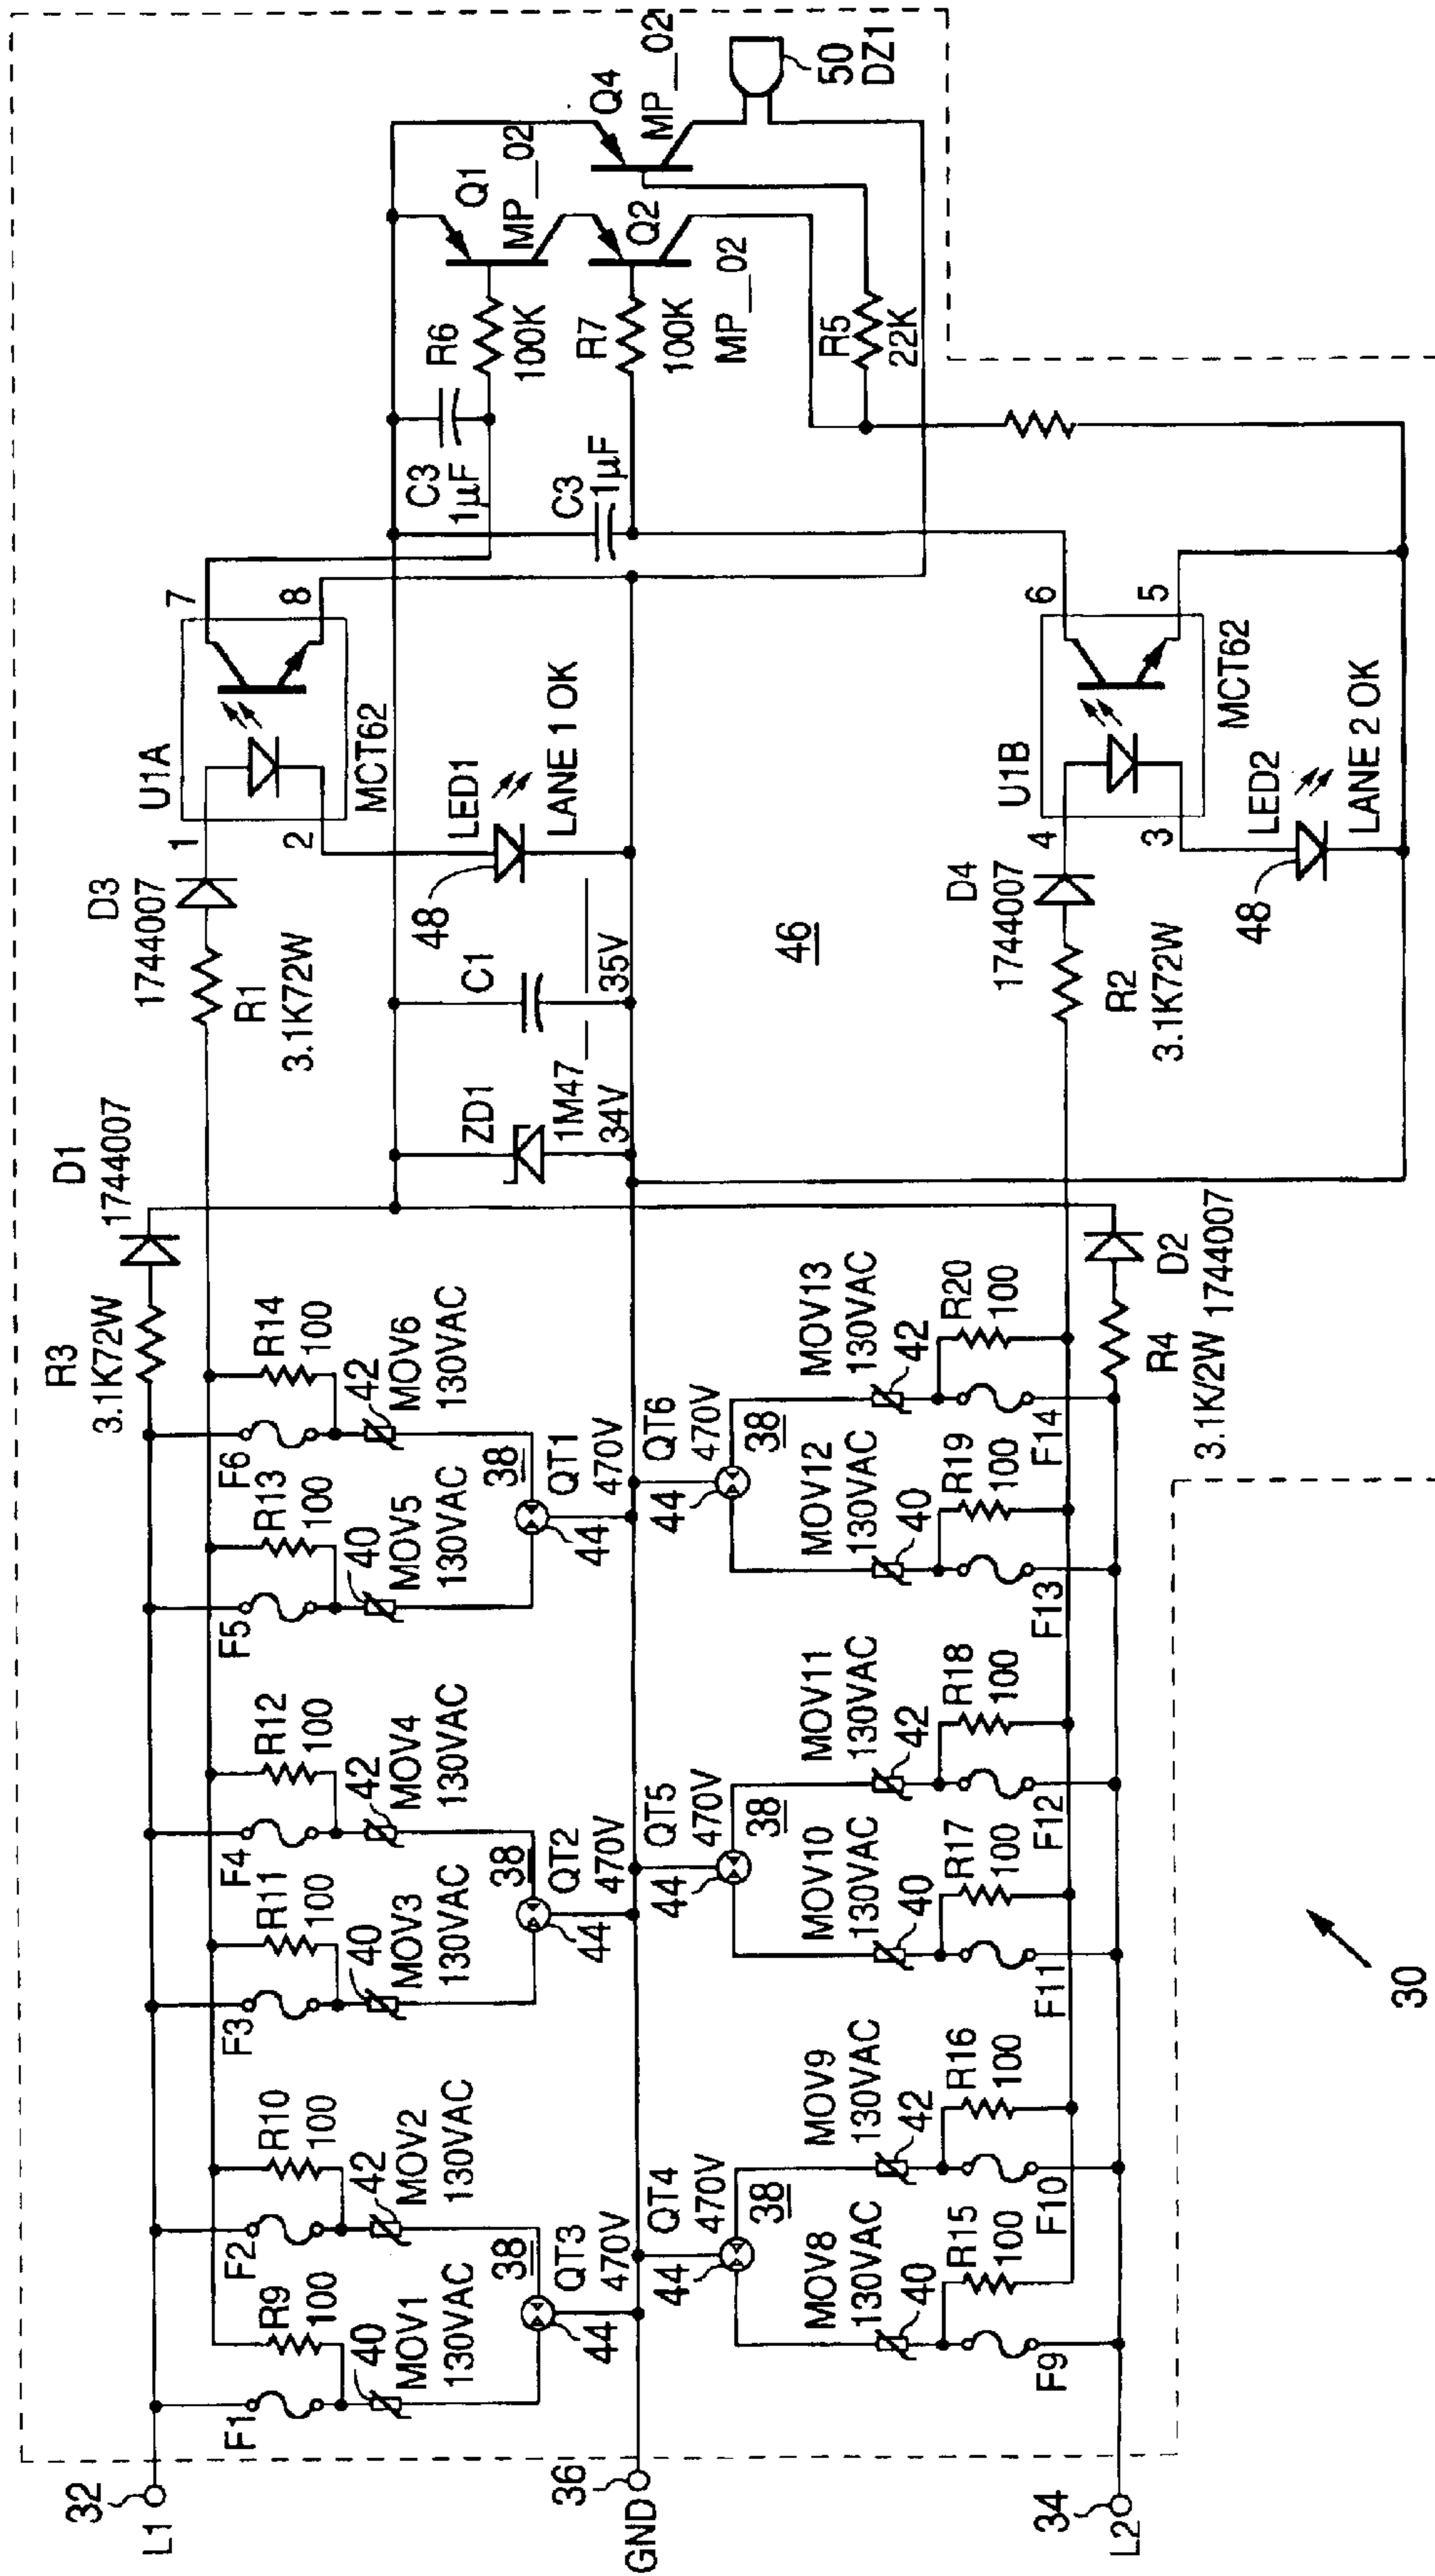 32
L1
36
GND
34
L2
30
R3
3.1K72W
D1
1744007
F1
R9
100
40
MOV1
130VAC
F2
R10
100
42
MOV2
130VAC
38
QT3
470V
44
F3
R11
100
40
MOV3
130VAC
F4
R12
100
42
MOV4
130VAC
38
QT2
470V
44
F5
R13
100
40
MOV5
130VAC
F6
R14
100
42
MOV6
130VAC
38
QT1
470V
44
QT4
470V
44
38
MOV8
130VAC
40
R15
100
F9
MOV9
130VAC
42
R16
100
F10
QT5
470V
44
38
MOV10
130VAC
40
R17
100
F11
MOV11
130VAC
42
R18
100
F12
QT6
470V
44
38
MOV12
130VAC
40
R19
100
F13
MOV13
130VAC
42
R20
100
F14
R4
3.1K/2W
D2
1744007
ZD1
1M47__
34V
C1
35V
R1
3.1K72W
D3
1744007
1
2
U1A
MCT62
7
8
48
LED1
LANE 1 OK
46
R2
3.1K72W
D4
1744007
4
3
U1B
MCT62
6
5
48
LED2
LANE 2 OK
C3
1µF
C3
1µF
R6
100K
R7
100K
Q1
MP__02
Q2
MP__02
Q4
MP__02
R5
22K
50
DZ1